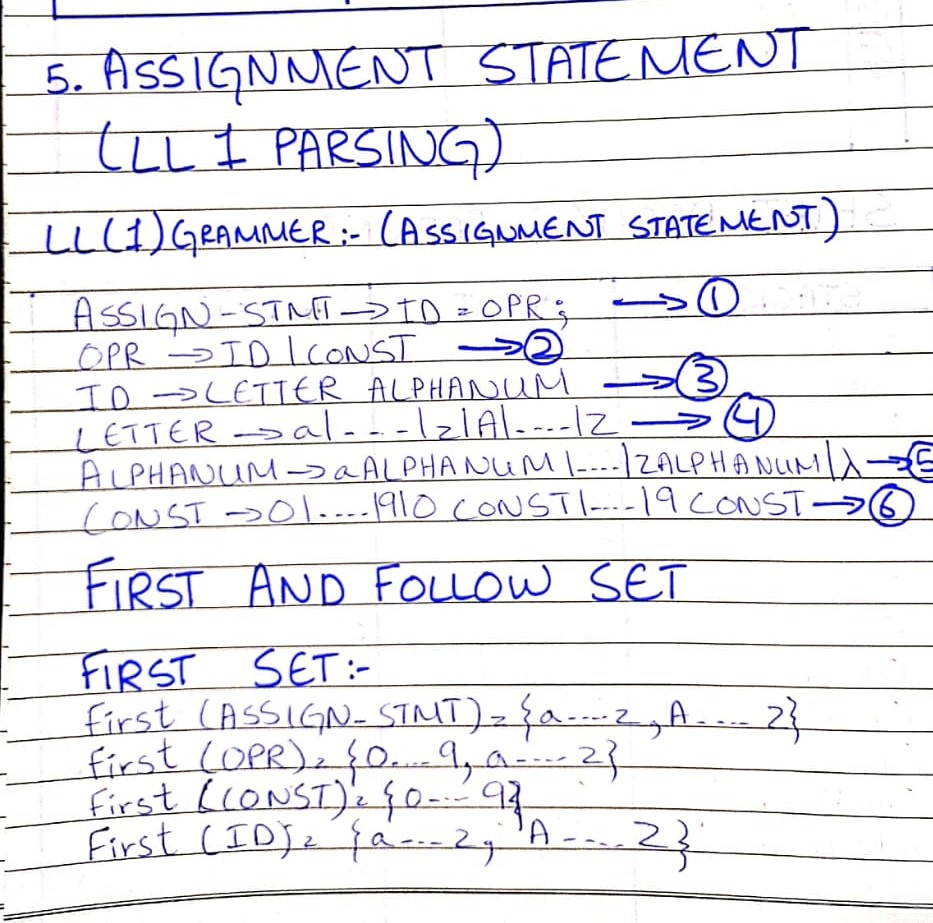 5. ASSIGNMENT STATEMENT
(LL 1 PARSING)
LL(1) GRAMMER :- (ASSIGNMENT STATEMENT)
ASSIGN-STMT → ID = OPR ; → ①
OPR → ID | CONST → ②
ID → LETTER ALPHANUM → ③
LETTER → a|----|z|A|----|Z → ④
ALPHANUM → a ALPHANUM |----| Z ALPHANUM | λ → ⑤
CONST → 0|....|9|0 CONST|----|9 CONST → ⑥
FIRST AND FOLLOW SET
FIRST SET :-
First (ASSIGN-STMT) = {a----z, A----Z}
First (OPR) = {0....9, a----z}
First (CONST) = {0---9}
First (ID) = {a---z, A----Z}